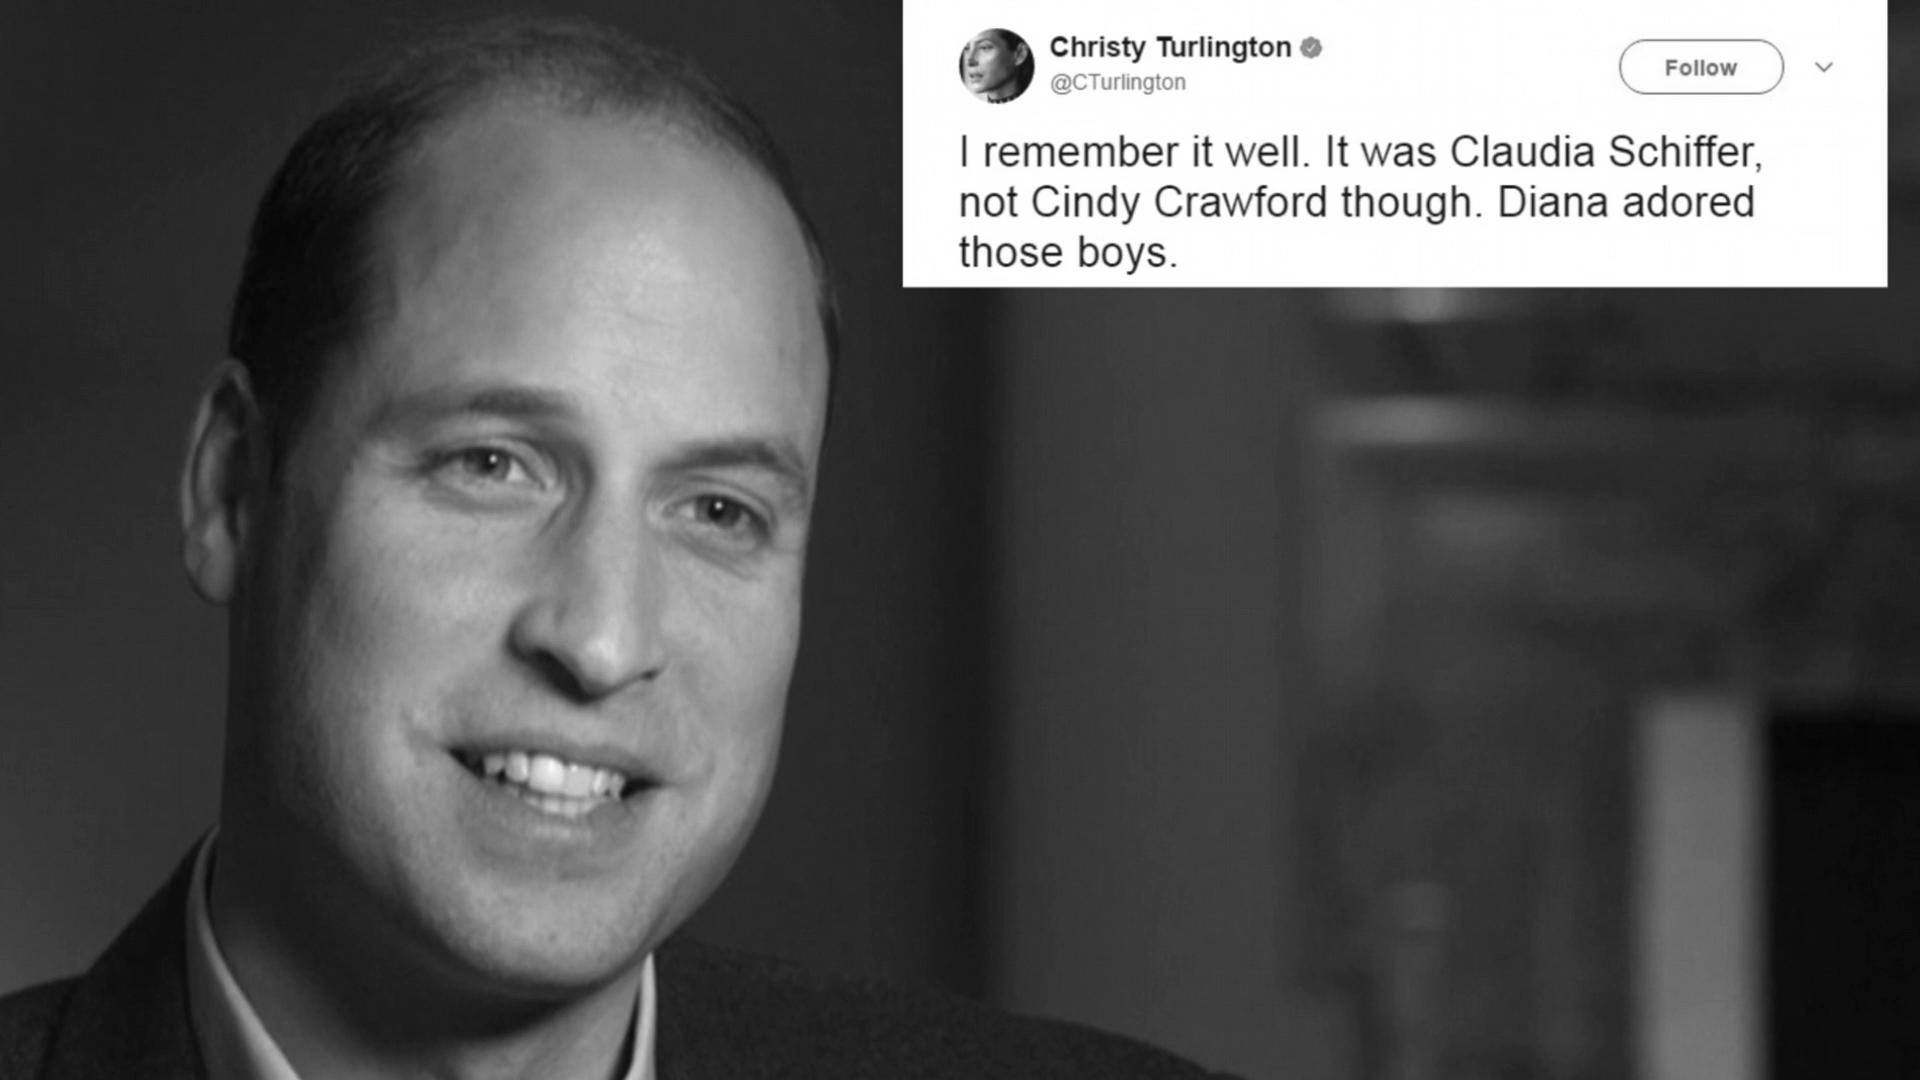 Christy Turlington
@CTurlington
Follow
I remember it well. It was Claudia Schiffer,
not Cindy Crawford though. Diana adored
those boys.